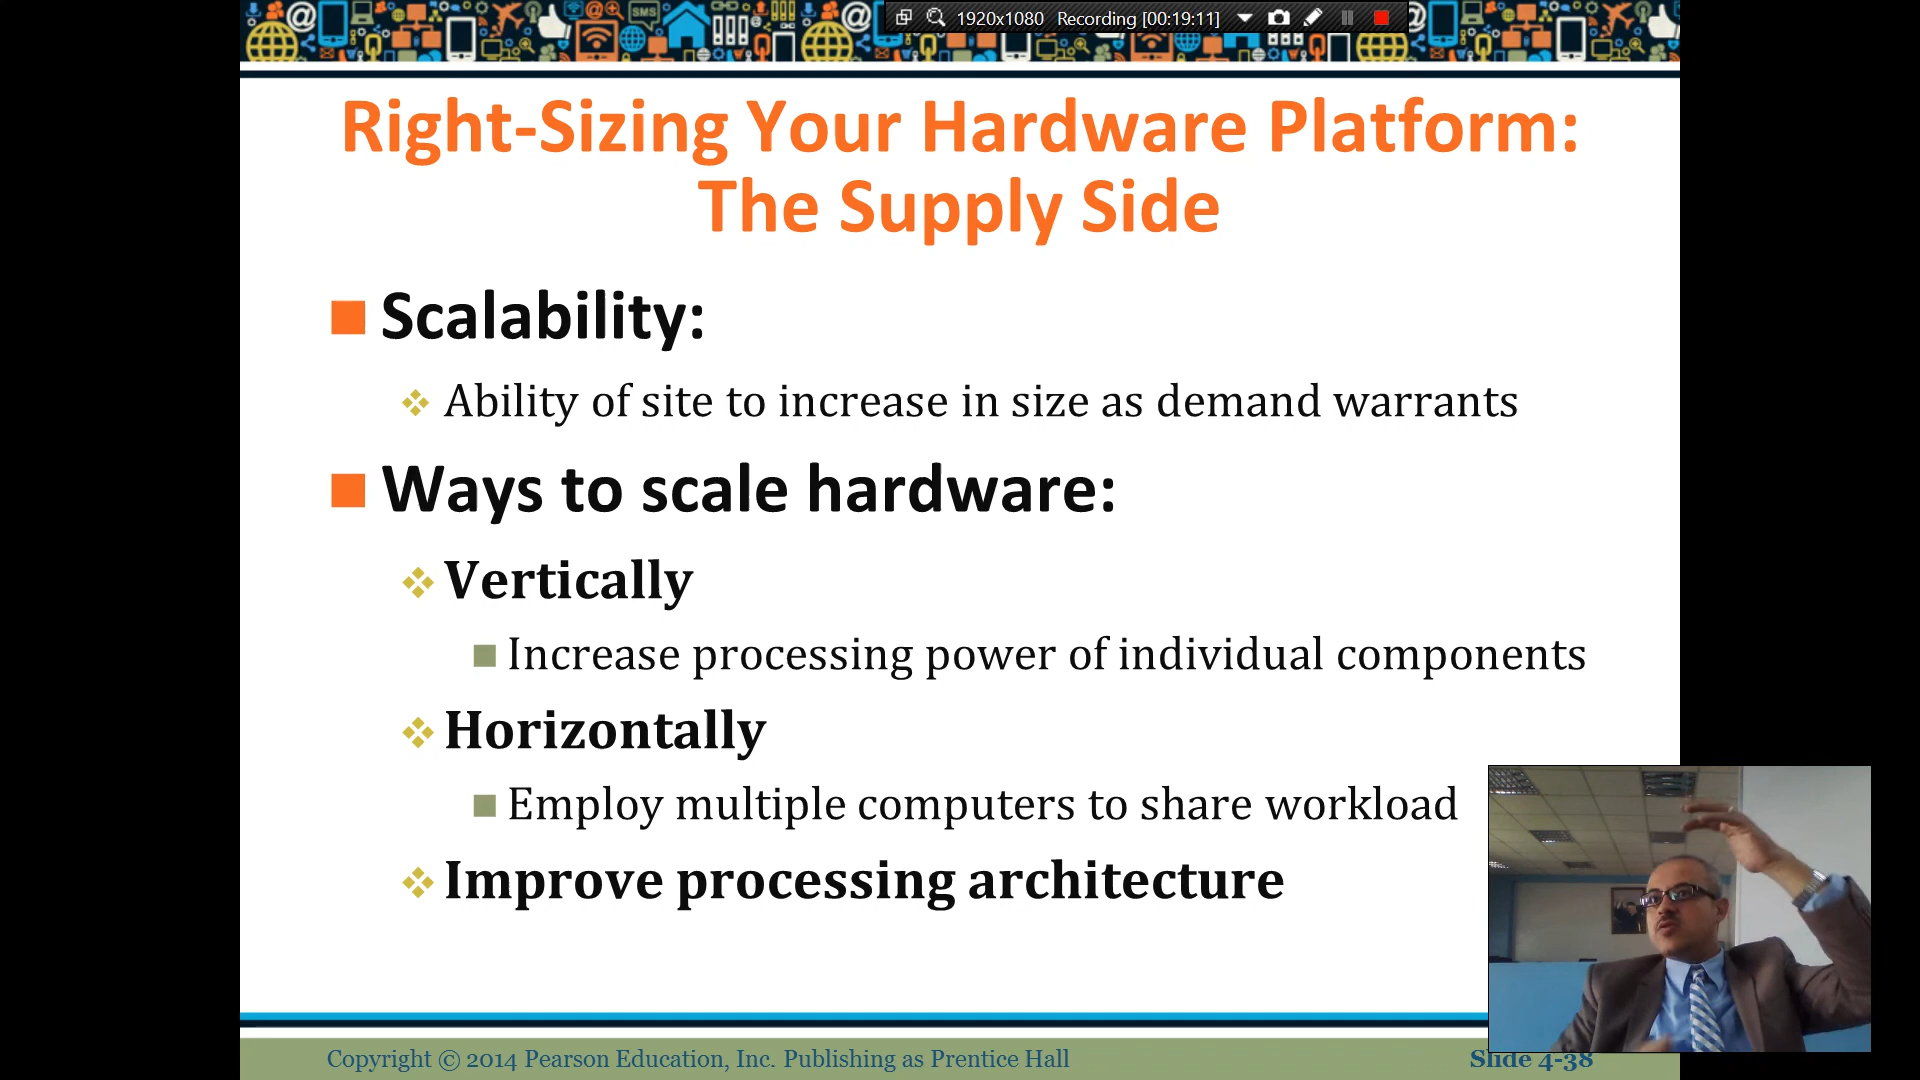 SMS
1920x1080 Recording [00:19:11]
Right-Sizing Your Hardware Platform:
The Supply Side
Scalability:
Ability of site to increase in size as demand warrants
Ways to scale hardware:
Vertically
Increase processing power of individual components
Horizontally
Employ multiple computers to share workload
Improve processing architecture
Copyright © 2014 Pearson Education, Inc. Publishing as Prentice Hall
Slide 4-38